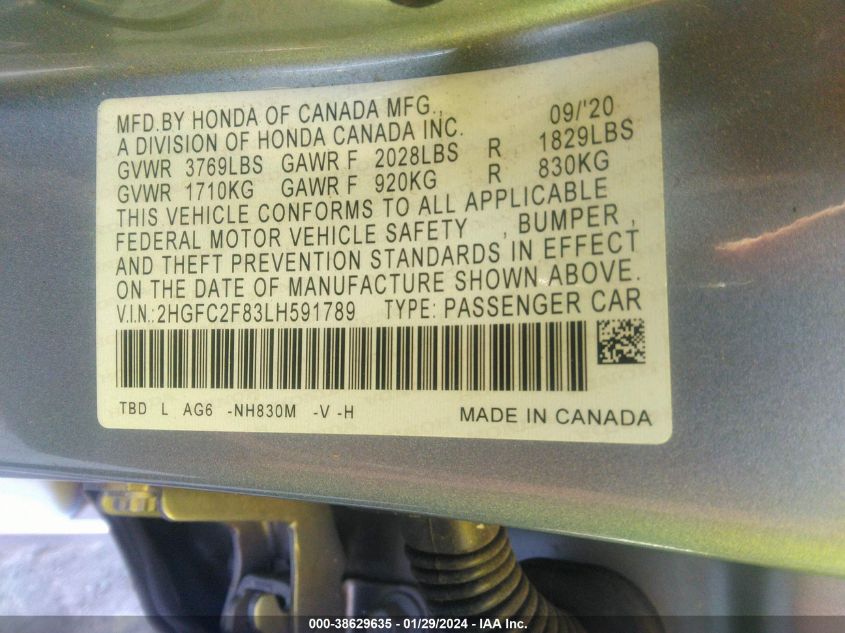 MFD. BY HONDA OF CANADA MFG., 09/'20
A DIVISION OF HONDA CANADA INC.
GVWR 3769LBS GAWR F 2028LBS R 1829LBS
GVWR 1710KG GAWR F 920KG R 830KG
THIS VEHICLE CONFORMS TO ALL APPLICABLE
FEDERAL MOTOR VEHICLE SAFETY , BUMPER ,
AND THEFT PREVENTION STANDARDS IN EFFECT
ON THE DATE OF MANUFACTURE SHOWN ABOVE.
V.I.N.:2HGFC2F83LH591789 TYPE: PASSENGER CAR
TBD L AG6 -NH830M -V -H MADE IN CANADA
000-38629635 - 01/29/2024 - IAA Inc.